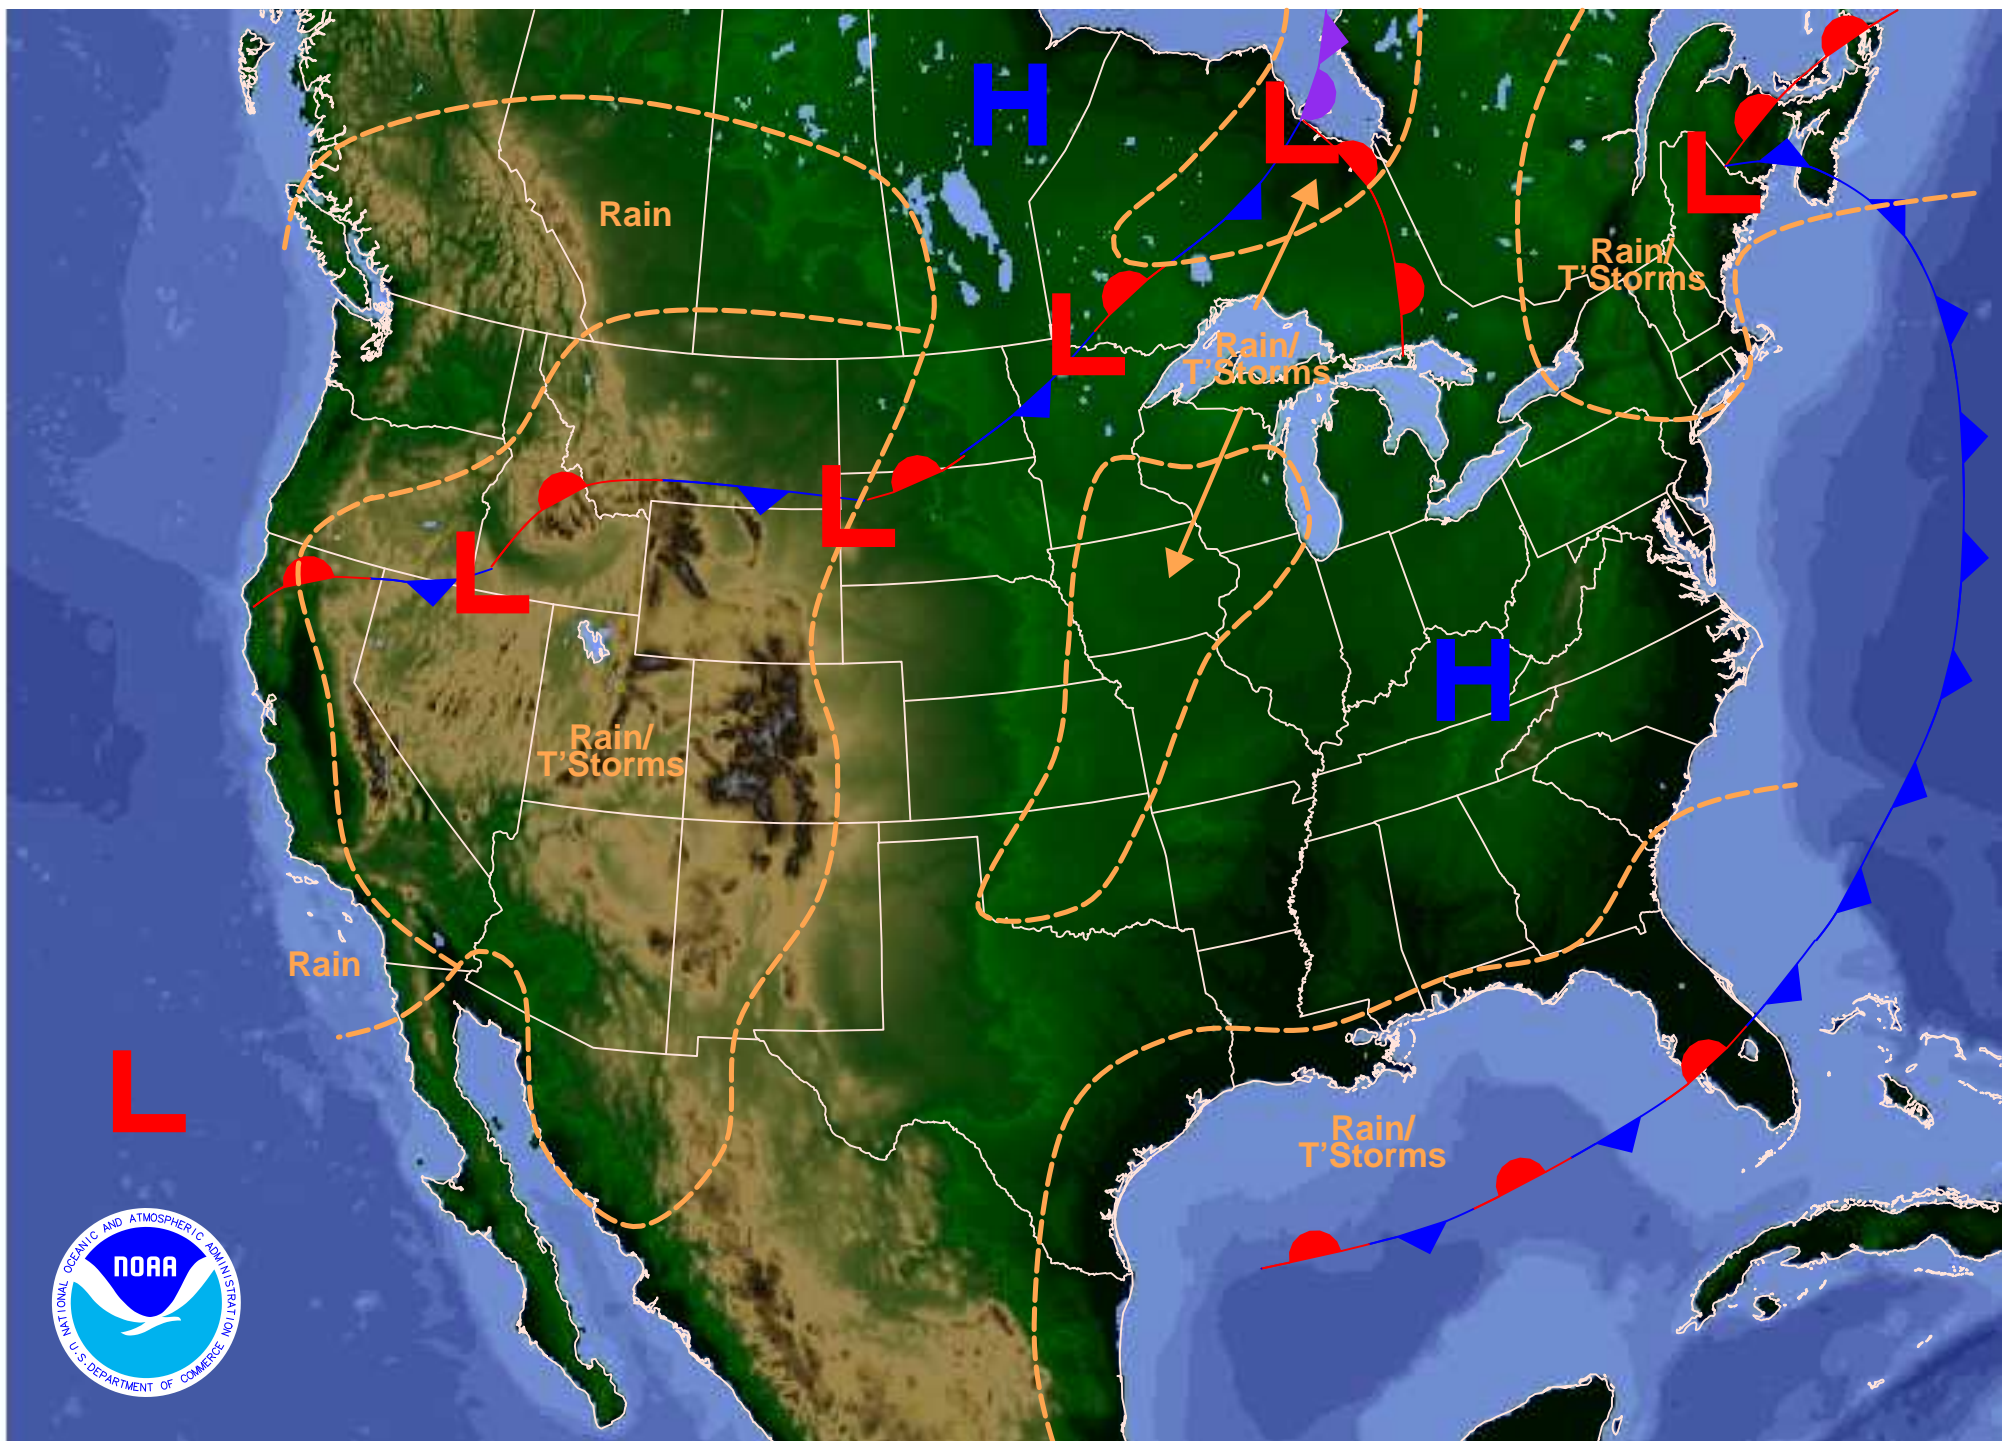 H
L
L
Rain
Rain/
T'Storms
L
Rain/
T'Storms
L
L
H
Rain/
T'Storms
Rain
L
Rain/
T'Storms
NATIONAL OCEANIC AND ATMOSPHERIC ADMINISTRATION
NOAA
U.S. DEPARTMENT OF COMMERCE